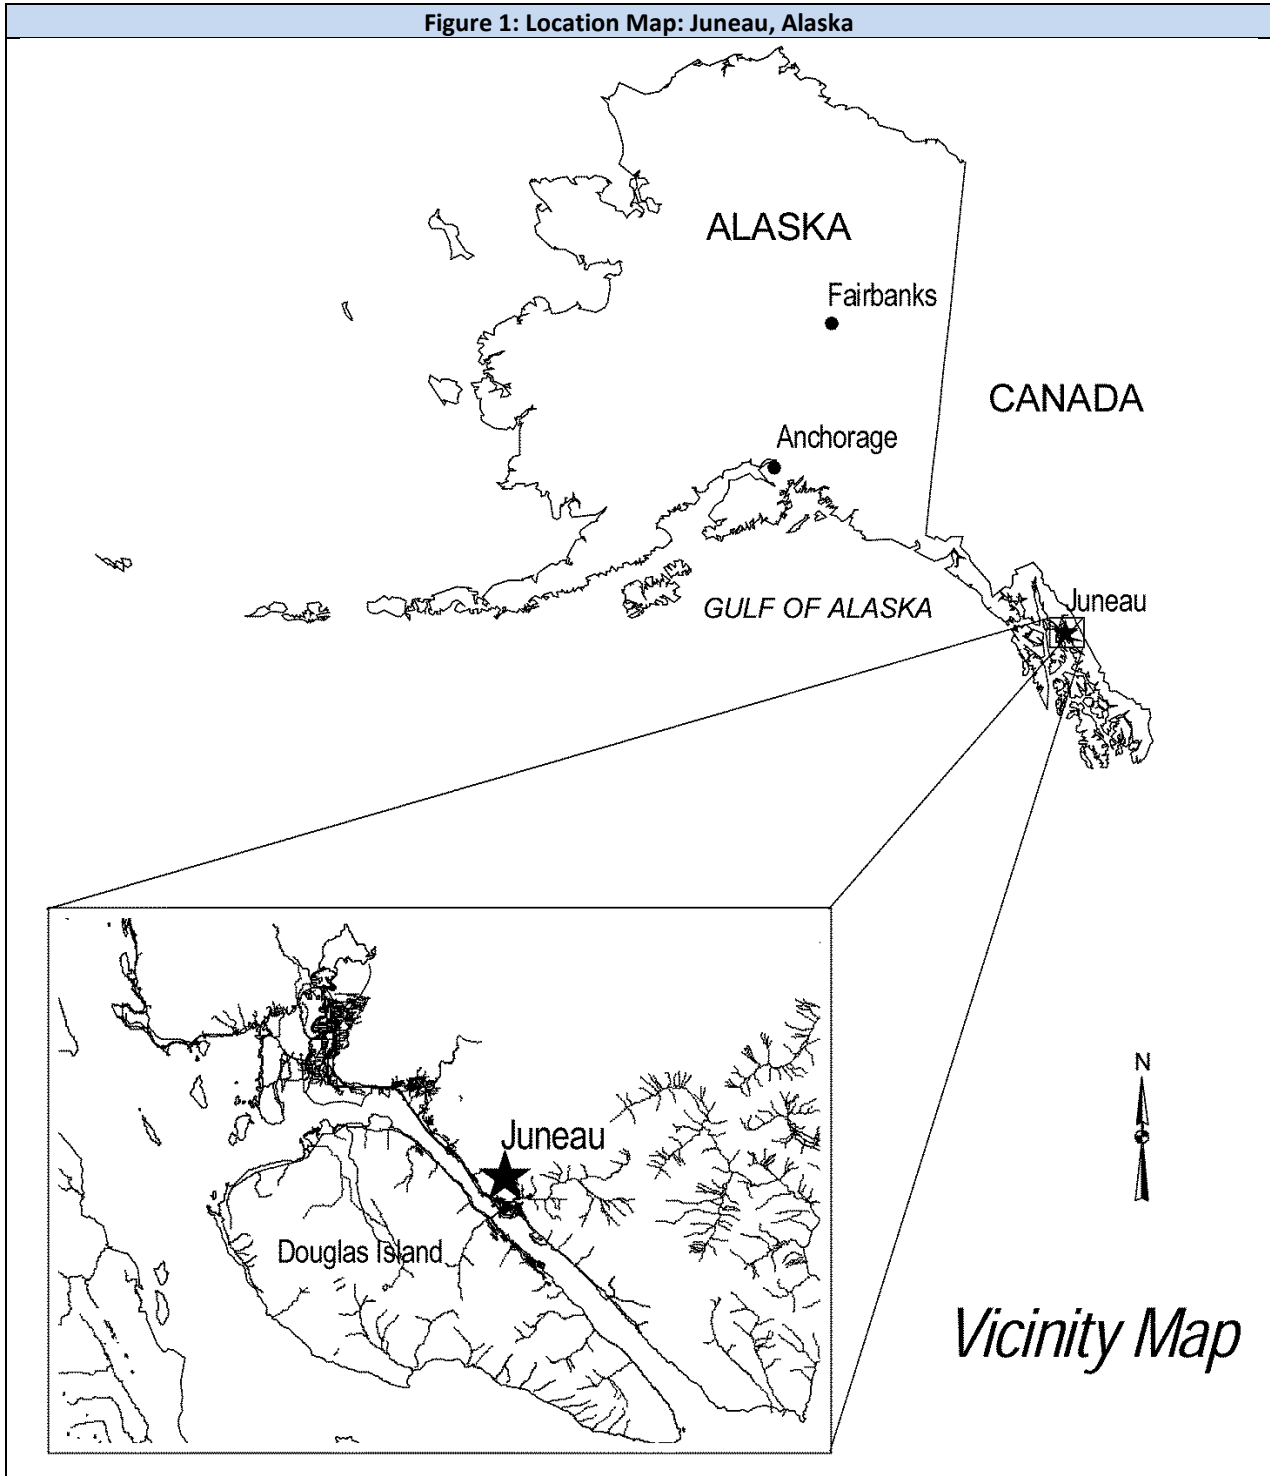 Figure 1: Location Map: Juneau, Alaska
ALASKA
Fairbanks
CANADA
Anchorage
GULF OF ALASKA
Juneau
N
Juneau
Douglas Island
Vicinity Map